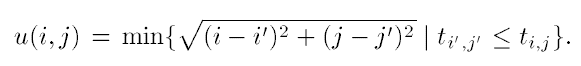 u(i, j) = min{√(i − i′)² + (j − j′)² | t_{i′,j′} ≤ t_{i,j}}.